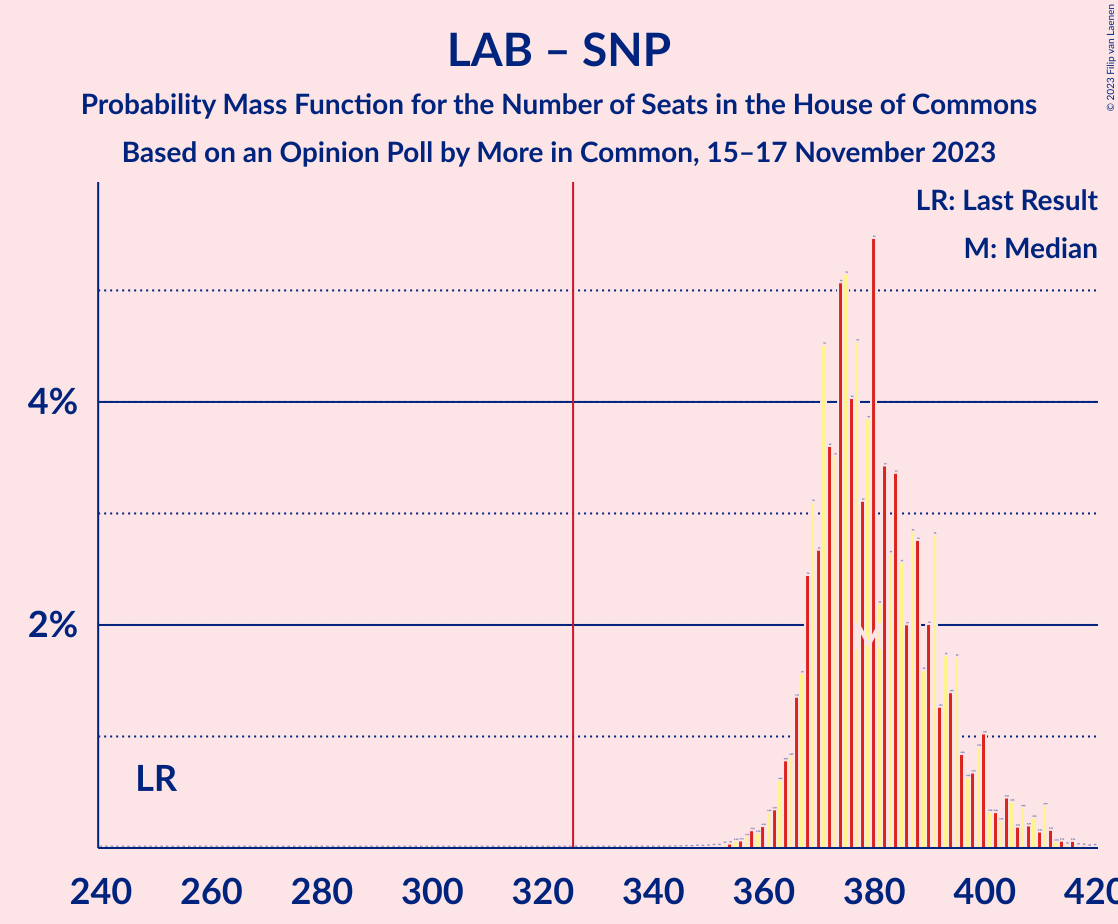 LAB – SNP
Probability Mass Function for the Number of Seats in the House of Commons
Based on an Opinion Poll by More in Common, 15–17 November 2023
© 2023 Filip van Laenen
LR: Last Result
M: Median
4%
2%
M
LR
240 260 280 300 320 340 360 380 400 420